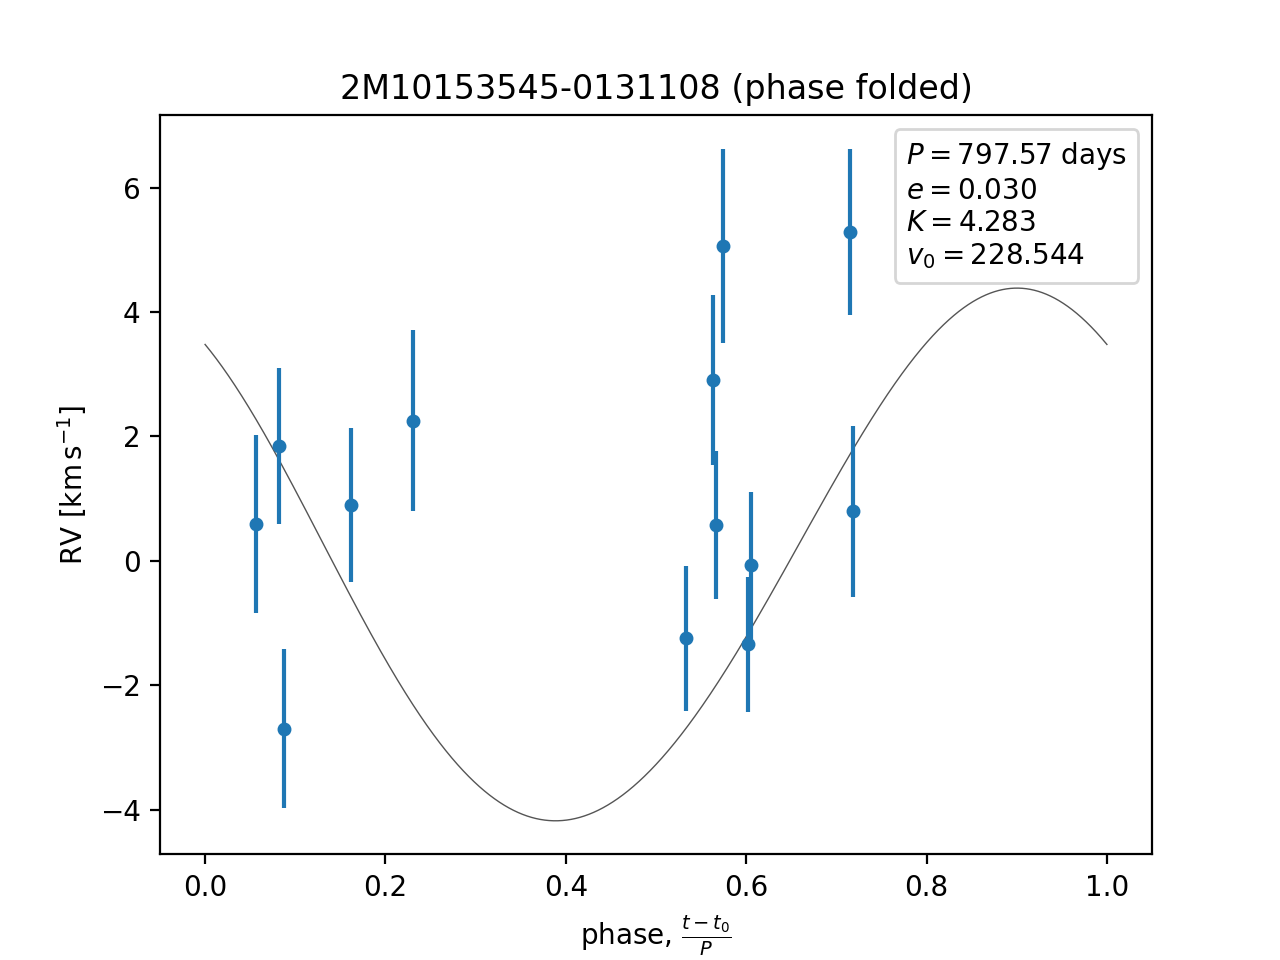 2M10153545-0131108 (phase folded)
P = 797.57 days
e = 0.030
K = 4.283
v₀ = 228.544
6
4
2
0
−2
−4
RV [km s⁻¹]
0.0 0.2 0.4 0.6 0.8 1.0
phase, (t − t₀)/P